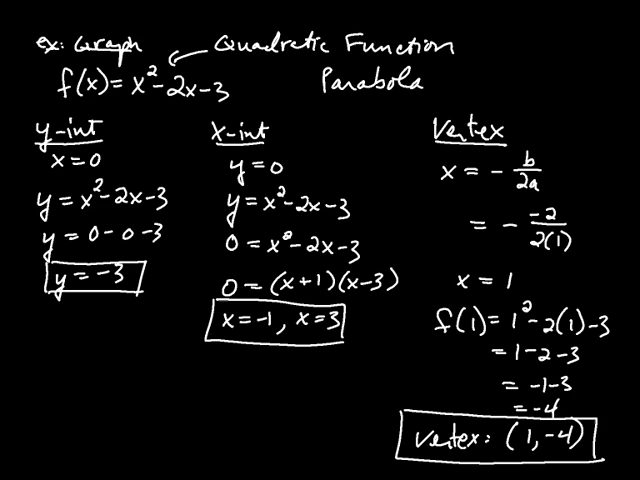 ex: Graph
Quadratic Function
f(x) = x² - 2x - 3
Parabola
y-int
x = 0
y = x² - 2x - 3
y = 0 - 0 - 3
y = -3
x-int
y = 0
y = x² - 2x - 3
0 = x² - 2x - 3
0 = (x + 1)(x - 3)
x = -1, x = 3
Vertex
x = - b/2a
= - -2/2(1)
x = 1
f(1) = 1² - 2(1) - 3
= 1 - 2 - 3
= -1 - 3
= -4
Vertex: (1, -4)